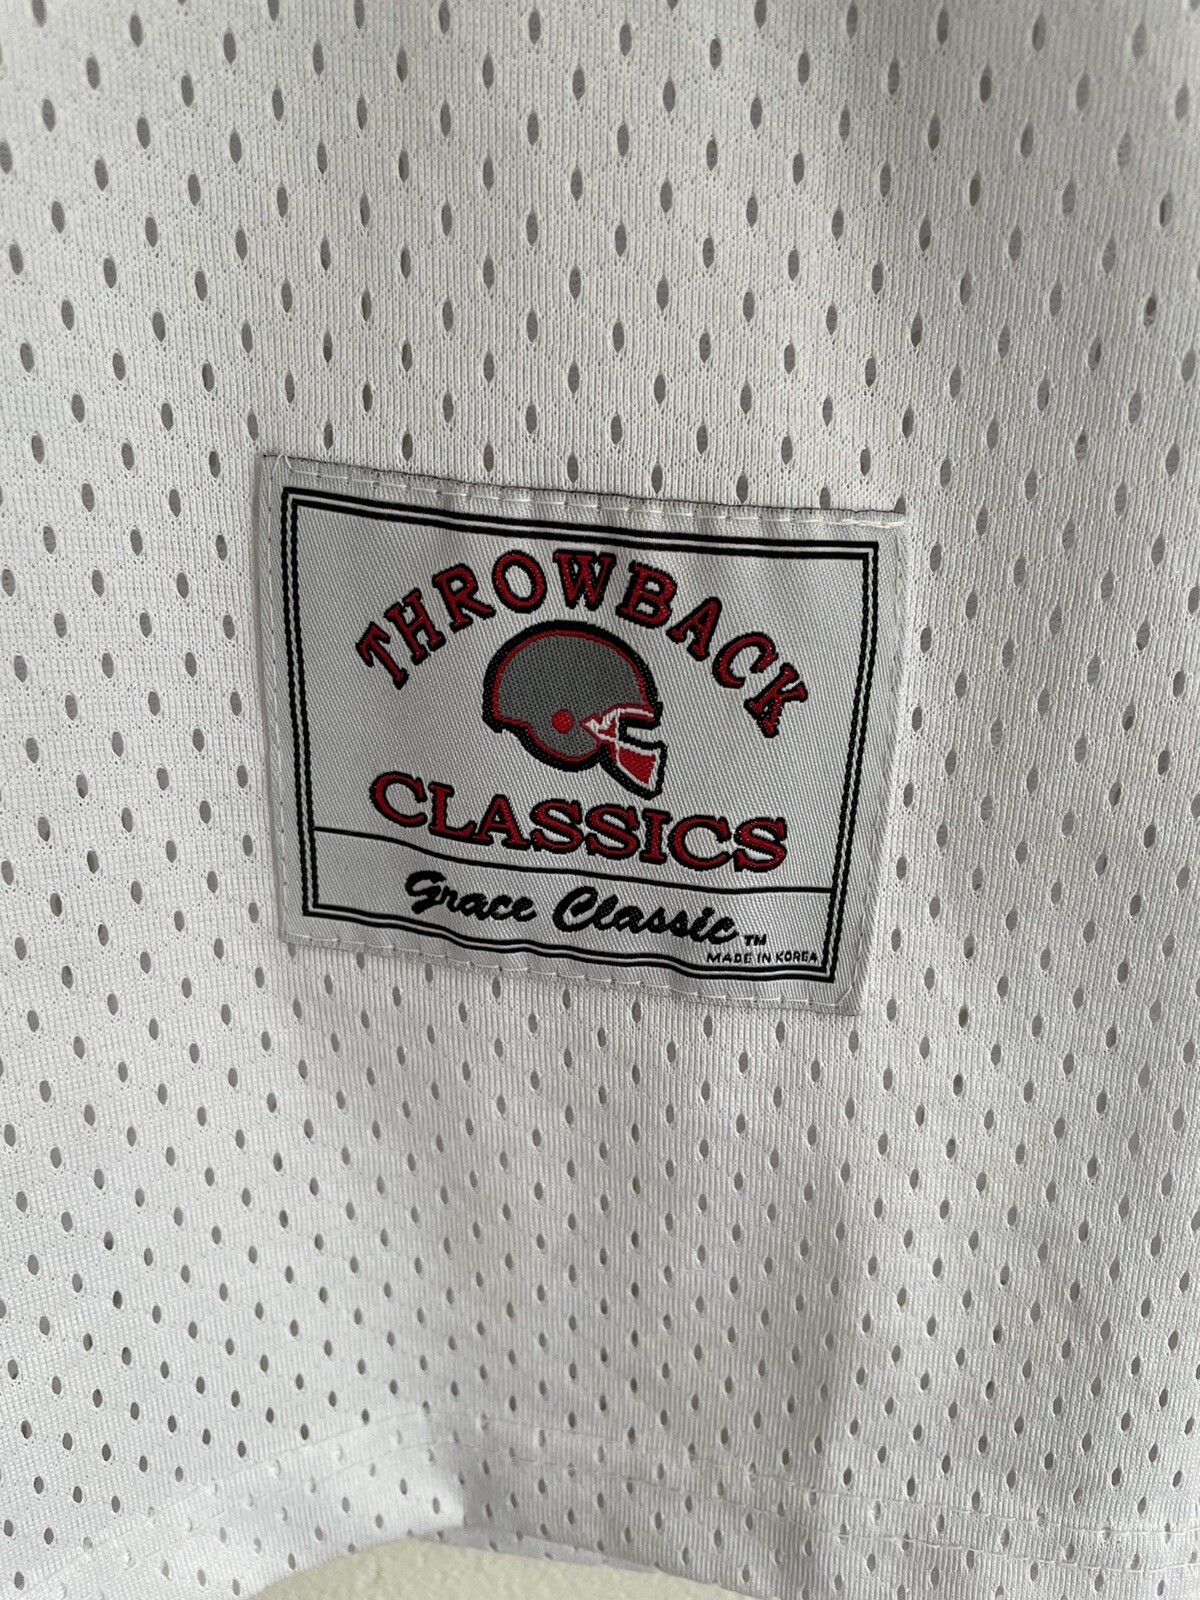 THROWBACK
CLASSICS
Grace Classic TM
MADE IN KOREA